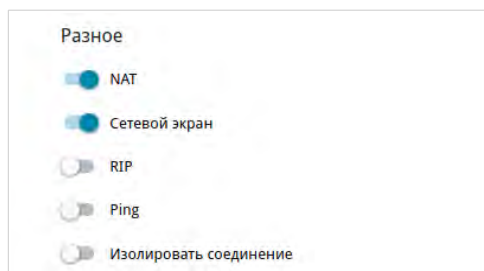 Разное
NAT
Сетевой экран
RIP
Ping
Изолировать соединение